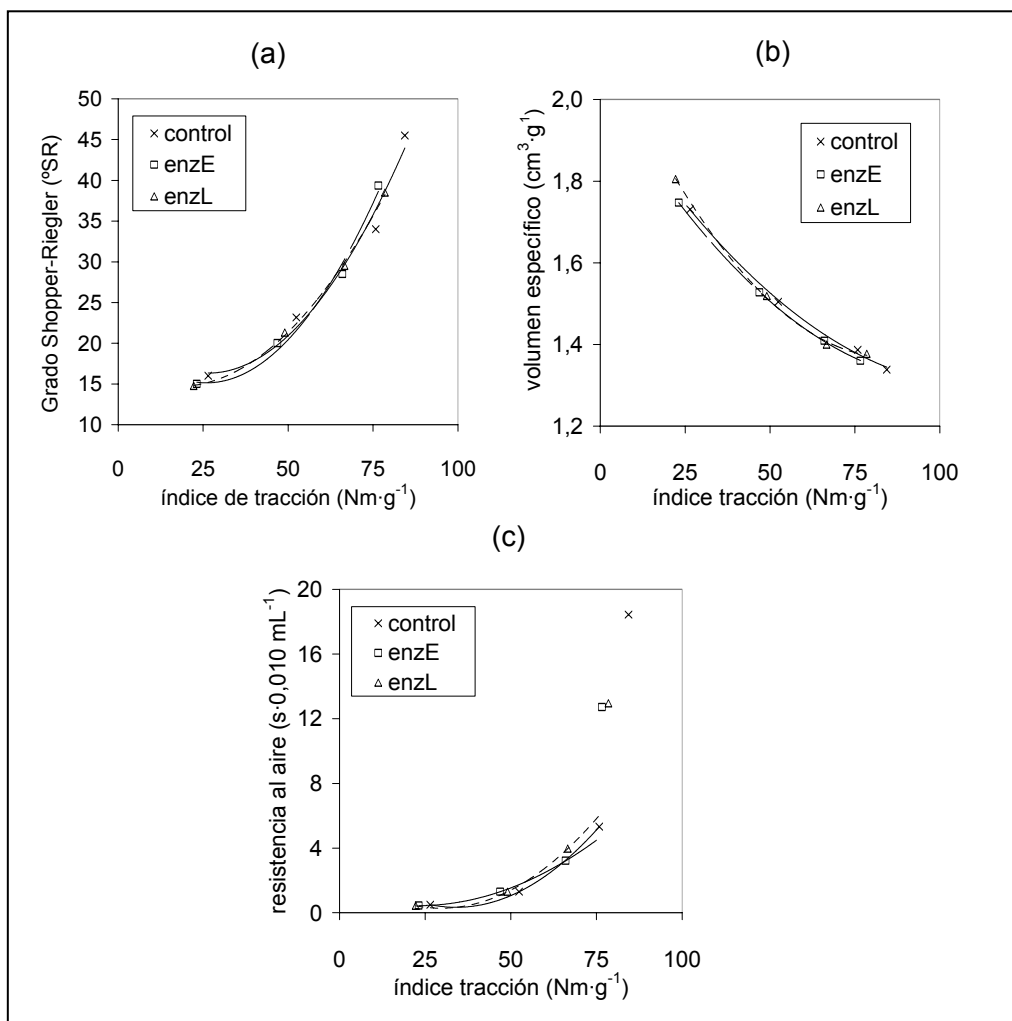 (a)
Grado Shopper-Riegler (ºSR)
50
45
40
35
30
25
20
15
10
control
enzE
enzL
0 25 50 75 100
índice de tracción (Nm·g-1)
(b)
volumen específico (cm3·g1)
2,0
1,8
1,6
1,4
1,2
control
enzE
enzL
0 25 50 75 100
índice tracción (Nm·g-1)
(c)
resistencia al aire (s·0,010 mL-1)
20
16
12
8
4
0
control
enzE
enzL
0 25 50 75 100
índice tracción (Nm·g-1)